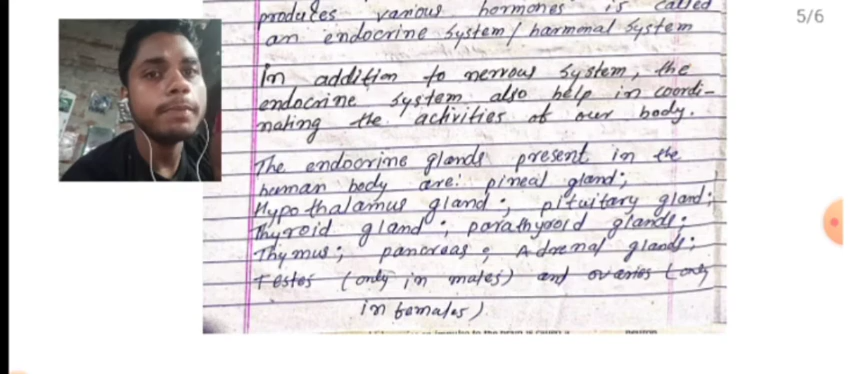 produces various hormones is called
5/6
an endocrine system/ harmonal system
In addition to nervous system, the
endocrine system also help in coordi-
nating the activities of our body.
The endocrine glands present in the
human body are: pineal gland;
Hypothalamus gland; pituitary gland;
Thyroid gland; parathyroid glands;
Thymus; pancreas; Adrenal glands;
Testes (only in males) and ovaries (only
in females).